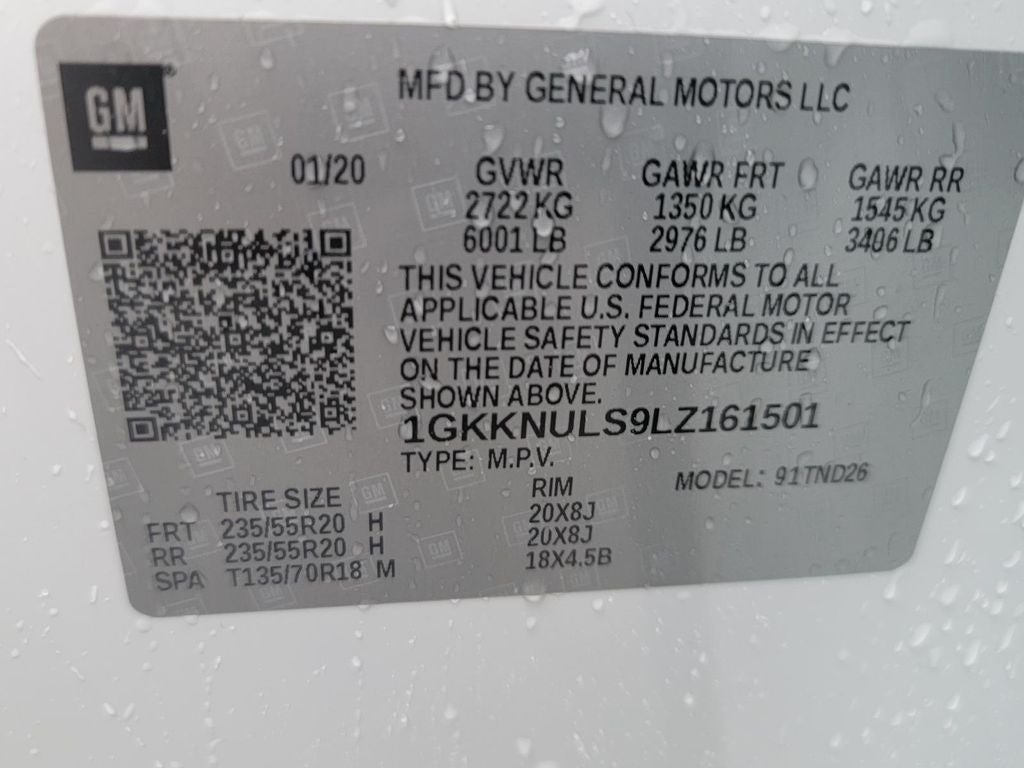 GM
MFD BY GENERAL MOTORS LLC
01/20 GVWR GAWR FRT GAWR RR
2722 KG 1350 KG 1545 KG
6001 LB 2976 LB 3406 LB
THIS VEHICLE CONFORMS TO ALL
APPLICABLE U.S. FEDERAL MOTOR
VEHICLE SAFETY STANDARDS IN EFFECT
ON THE DATE OF MANUFACTURE
SHOWN ABOVE.
1GKKNULS9LZ161501
TYPE: M.P.V. MODEL: 91TND26
TIRE SIZE RIM
FRT 235/55R20 H 20X8J
RR 235/55R20 H 20X8J
SPA T135/70R18 M 18X4.5B